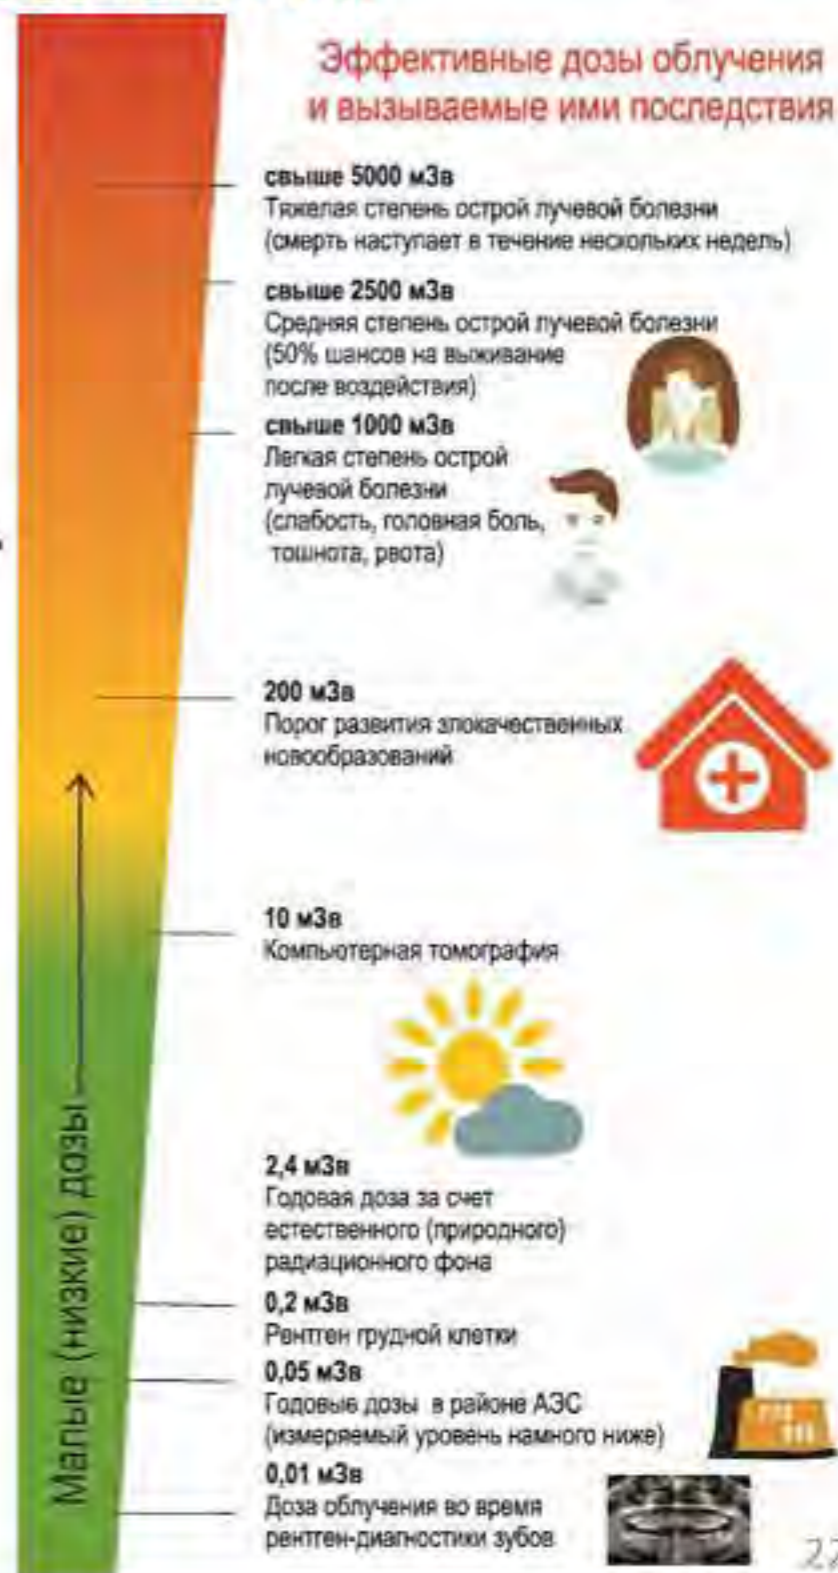 Эффективные дозы облучения
и вызываемые ими последствия
свыше 5000 мЗв
Тяжелая степень острой лучевой болезни
(смерть наступает в течение нескольких недель)
свыше 2500 мЗв
Средняя степень острой лучевой болезни
(50% шансов на выживание
после воздействия)
свыше 1000 мЗв
Легкая степень острой
лучевой болезни
(слабость, головная боль,
тошнота, рвота)
200 мЗв
Порог развития злокачественных
новообразований
10 мЗв
Компьютерная томография
2,4 мЗв
Годовая доза за счет
естественного (природного)
радиационного фона
0,2 мЗв
Рентген грудной клетки
0,05 мЗв
Годовые дозы в районе АЭС
(измеряемый уровень намного ниже)
0,01 мЗв
Доза облучения во время
рентген-диагностики зубов
Малые (низкие) дозы
22